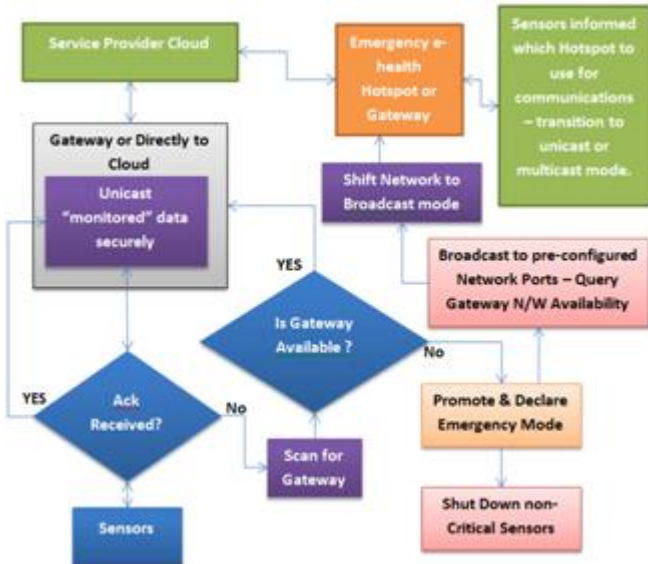 Service Provider Cloud
Emergency e-
health
Hotspot or
Gateway
Sensors informed
which Hotspot to
use for
communications
– transition to
unicast or
multicast mode.
Gateway or Directly to
Cloud
Unicast
“monitored” data
securely
Shift Network to
Broadcast mode
Broadcast to pre-configured
Network Ports – Query
Gateway N/W Availability
YES
Is Gateway
Available ?
No
Promote & Declare
Emergency Mode
YES
Ack
Received?
No
Scan for
Gateway
Sensors
Shut Down non-
Critical Sensors